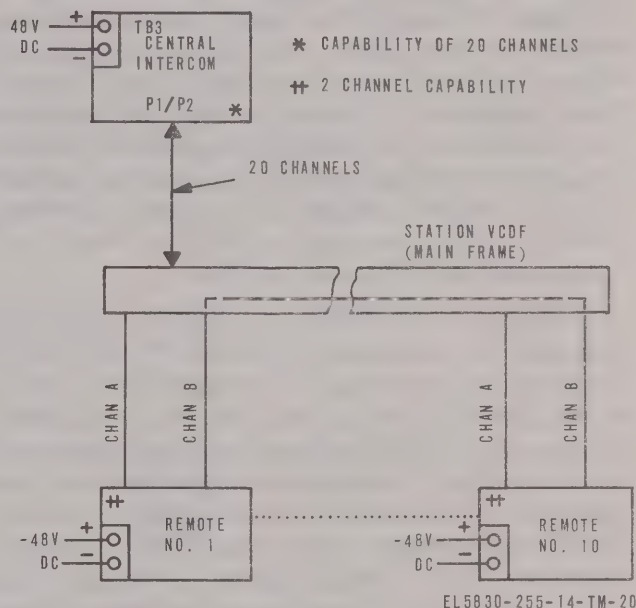 48V + TB3
DC - CENTRAL
INTERCOM
P1/P2 *
* CAPABILITY OF 20 CHANNELS
‡ 2 CHANNEL CAPABILITY
20 CHANNELS
STATION VCDF
(MAIN FRAME)
CHAN A
CHAN B
CHAN A
CHAN B
‡
REMOTE
NO. 1
-48V +
DC -
‡
REMOTE
NO. 10
-48V +
DC -
EL5830-255-14-TM-20